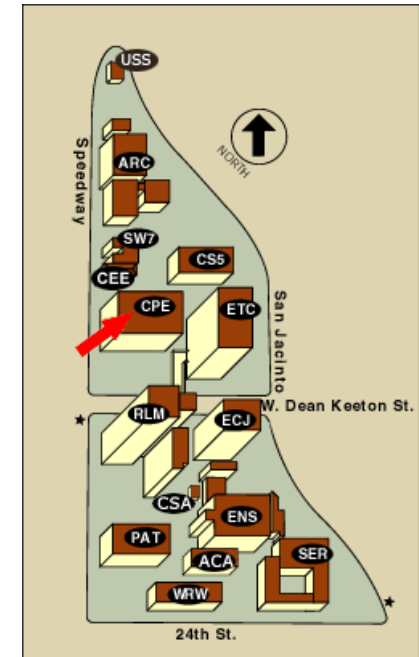 USS
NORTH
Speedway
ARC
SW7
CS5
CEE
CPE
ETC
San Jacinto
W. Dean Keeton St.
RLM
ECJ
CSA
ENS
PAT
ACA
SER
WRW
24th St.